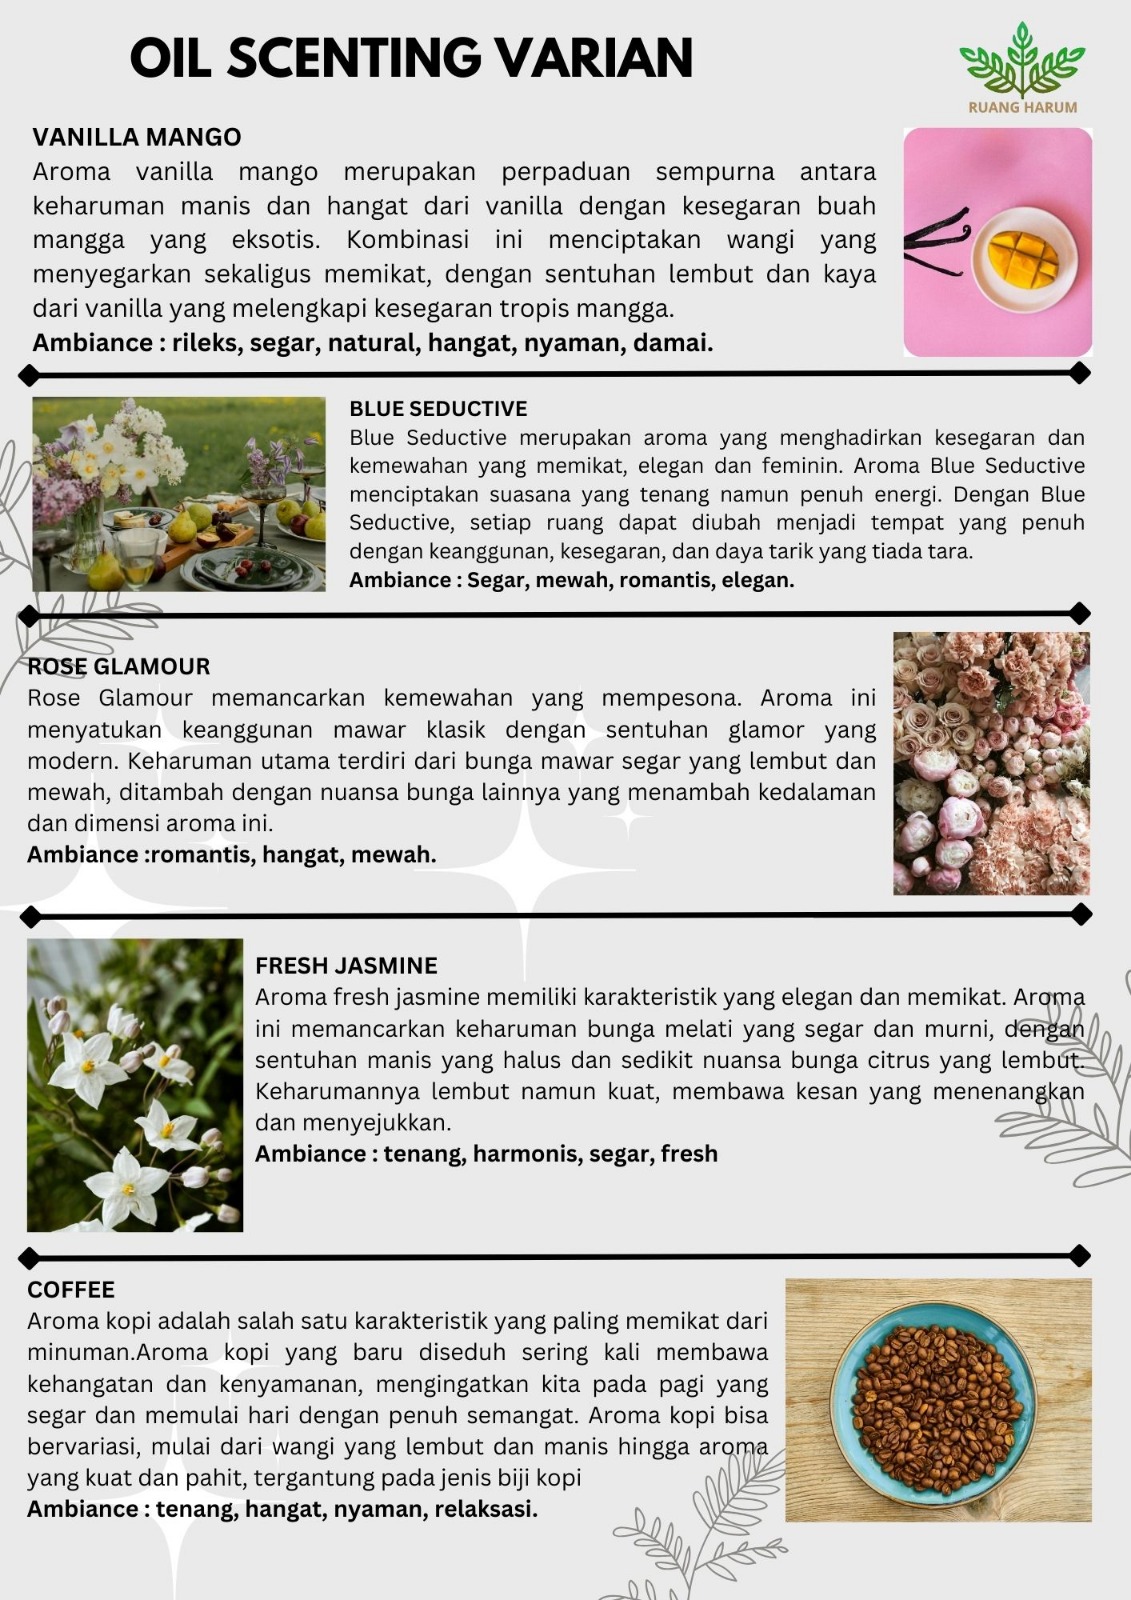 OIL SCENTING VARIAN
RUANG HARUM
VANILLA MANGO
Aroma vanilla mango merupakan perpaduan sempurna antara
keharuman manis dan hangat dari vanilla dengan kesegaran buah
mangga yang eksotis. Kombinasi ini menciptakan wangi yang
menyegarkan sekaligus memikat, dengan sentuhan lembut dan kaya
dari vanilla yang melengkapi kesegaran tropis mangga.
Ambiance : rileks, segar, natural, hangat, nyaman, damai.
BLUE SEDUCTIVE
Blue Seductive merupakan aroma yang menghadirkan kesegaran dan
kemewahan yang memikat, elegan dan feminin. Aroma Blue Seductive
menciptakan suasana yang tenang namun penuh energi. Dengan Blue
Seductive, setiap ruang dapat diubah menjadi tempat yang penuh
dengan keanggunan, kesegaran, dan daya tarik yang tiada tara.
Ambiance : Segar, mewah, romantis, elegan.
ROSE GLAMOUR
Rose Glamour memancarkan kemewahan yang mempesona. Aroma ini
menyatukan keanggunan mawar klasik dengan sentuhan glamor yang
modern. Keharuman utama terdiri dari bunga mawar segar yang lembut dan
mewah, ditambah dengan nuansa bunga lainnya yang menambah kedalaman
dan dimensi aroma ini.
Ambiance :romantis, hangat, mewah.
FRESH JASMINE
Aroma fresh jasmine memiliki karakteristik yang elegan dan memikat. Aroma
ini memancarkan keharuman bunga melati yang segar dan murni, dengan
sentuhan manis yang halus dan sedikit nuansa bunga citrus yang lembut.
Keharumannya lembut namun kuat, membawa kesan yang menenangkan
dan menyejukkan.
Ambiance : tenang, harmonis, segar, fresh
COFFEE
Aroma kopi adalah salah satu karakteristik yang paling memikat dari
minuman.Aroma kopi yang baru diseduh sering kali membawa
kehangatan dan kenyamanan, mengingatkan kita pada pagi yang
segar dan memulai hari dengan penuh semangat. Aroma kopi bisa
bervariasi, mulai dari wangi yang lembut dan manis hingga aroma
yang kuat dan pahit, tergantung pada jenis biji kopi
Ambiance : tenang, hangat, nyaman, relaksasi.